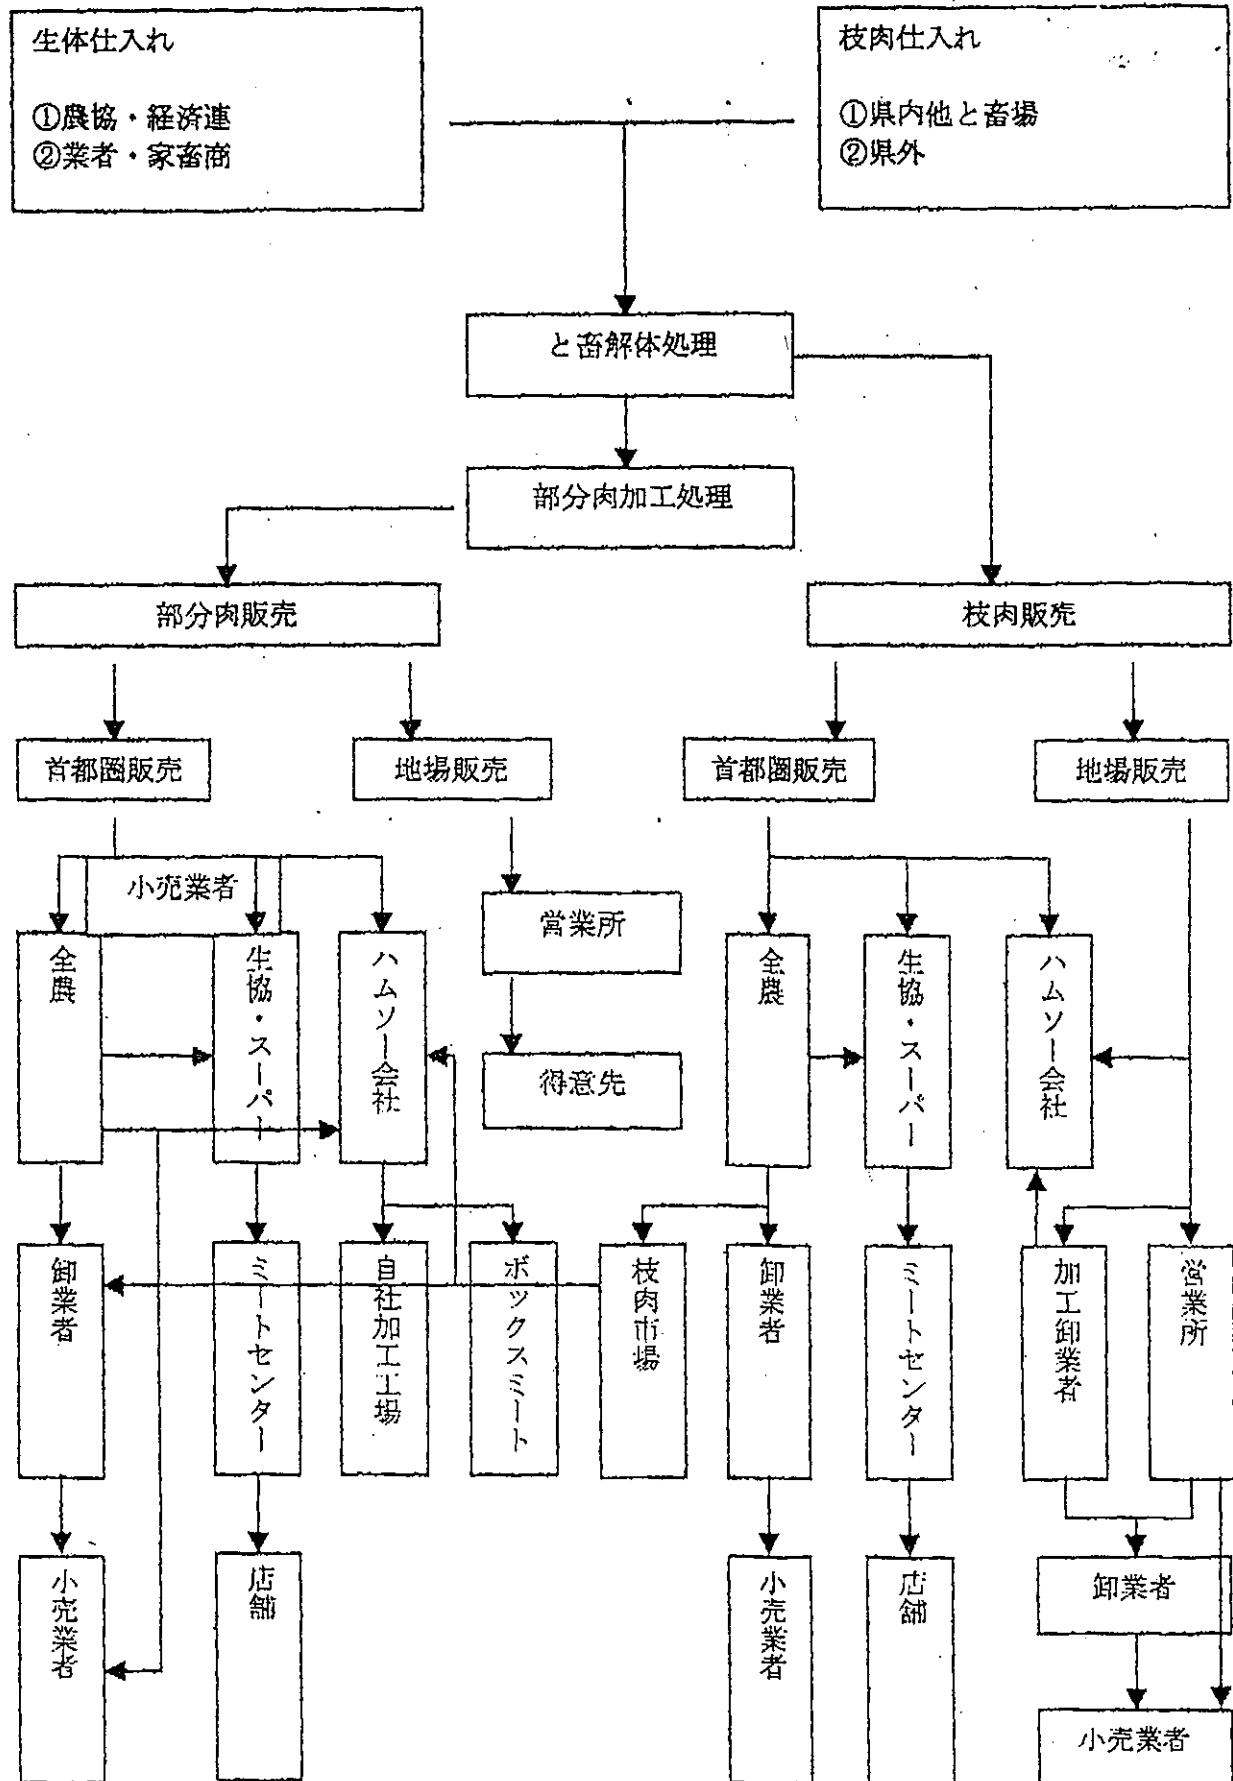 生体仕入れ
①農協・経済連
②業者・家畜商
枝肉仕入れ
①県内他と畜場
②県外
と畜解体処理
部分肉加工処理
部分肉販売
枝肉販売
首都圏販売
地場販売
首都圏販売
地場販売
小売業者
営業所
全農
生協・スーパー
ハムソー会社
得意先
全農
生協・スーパー
ハムソー会社
卸業者
ミートセンター
自社加工工場
ボックスミート
枝肉市場
卸業者
ミートセンター
加工卸業者
営業所
小売業者
店舗
小売業者
店舗
卸業者
小売業者